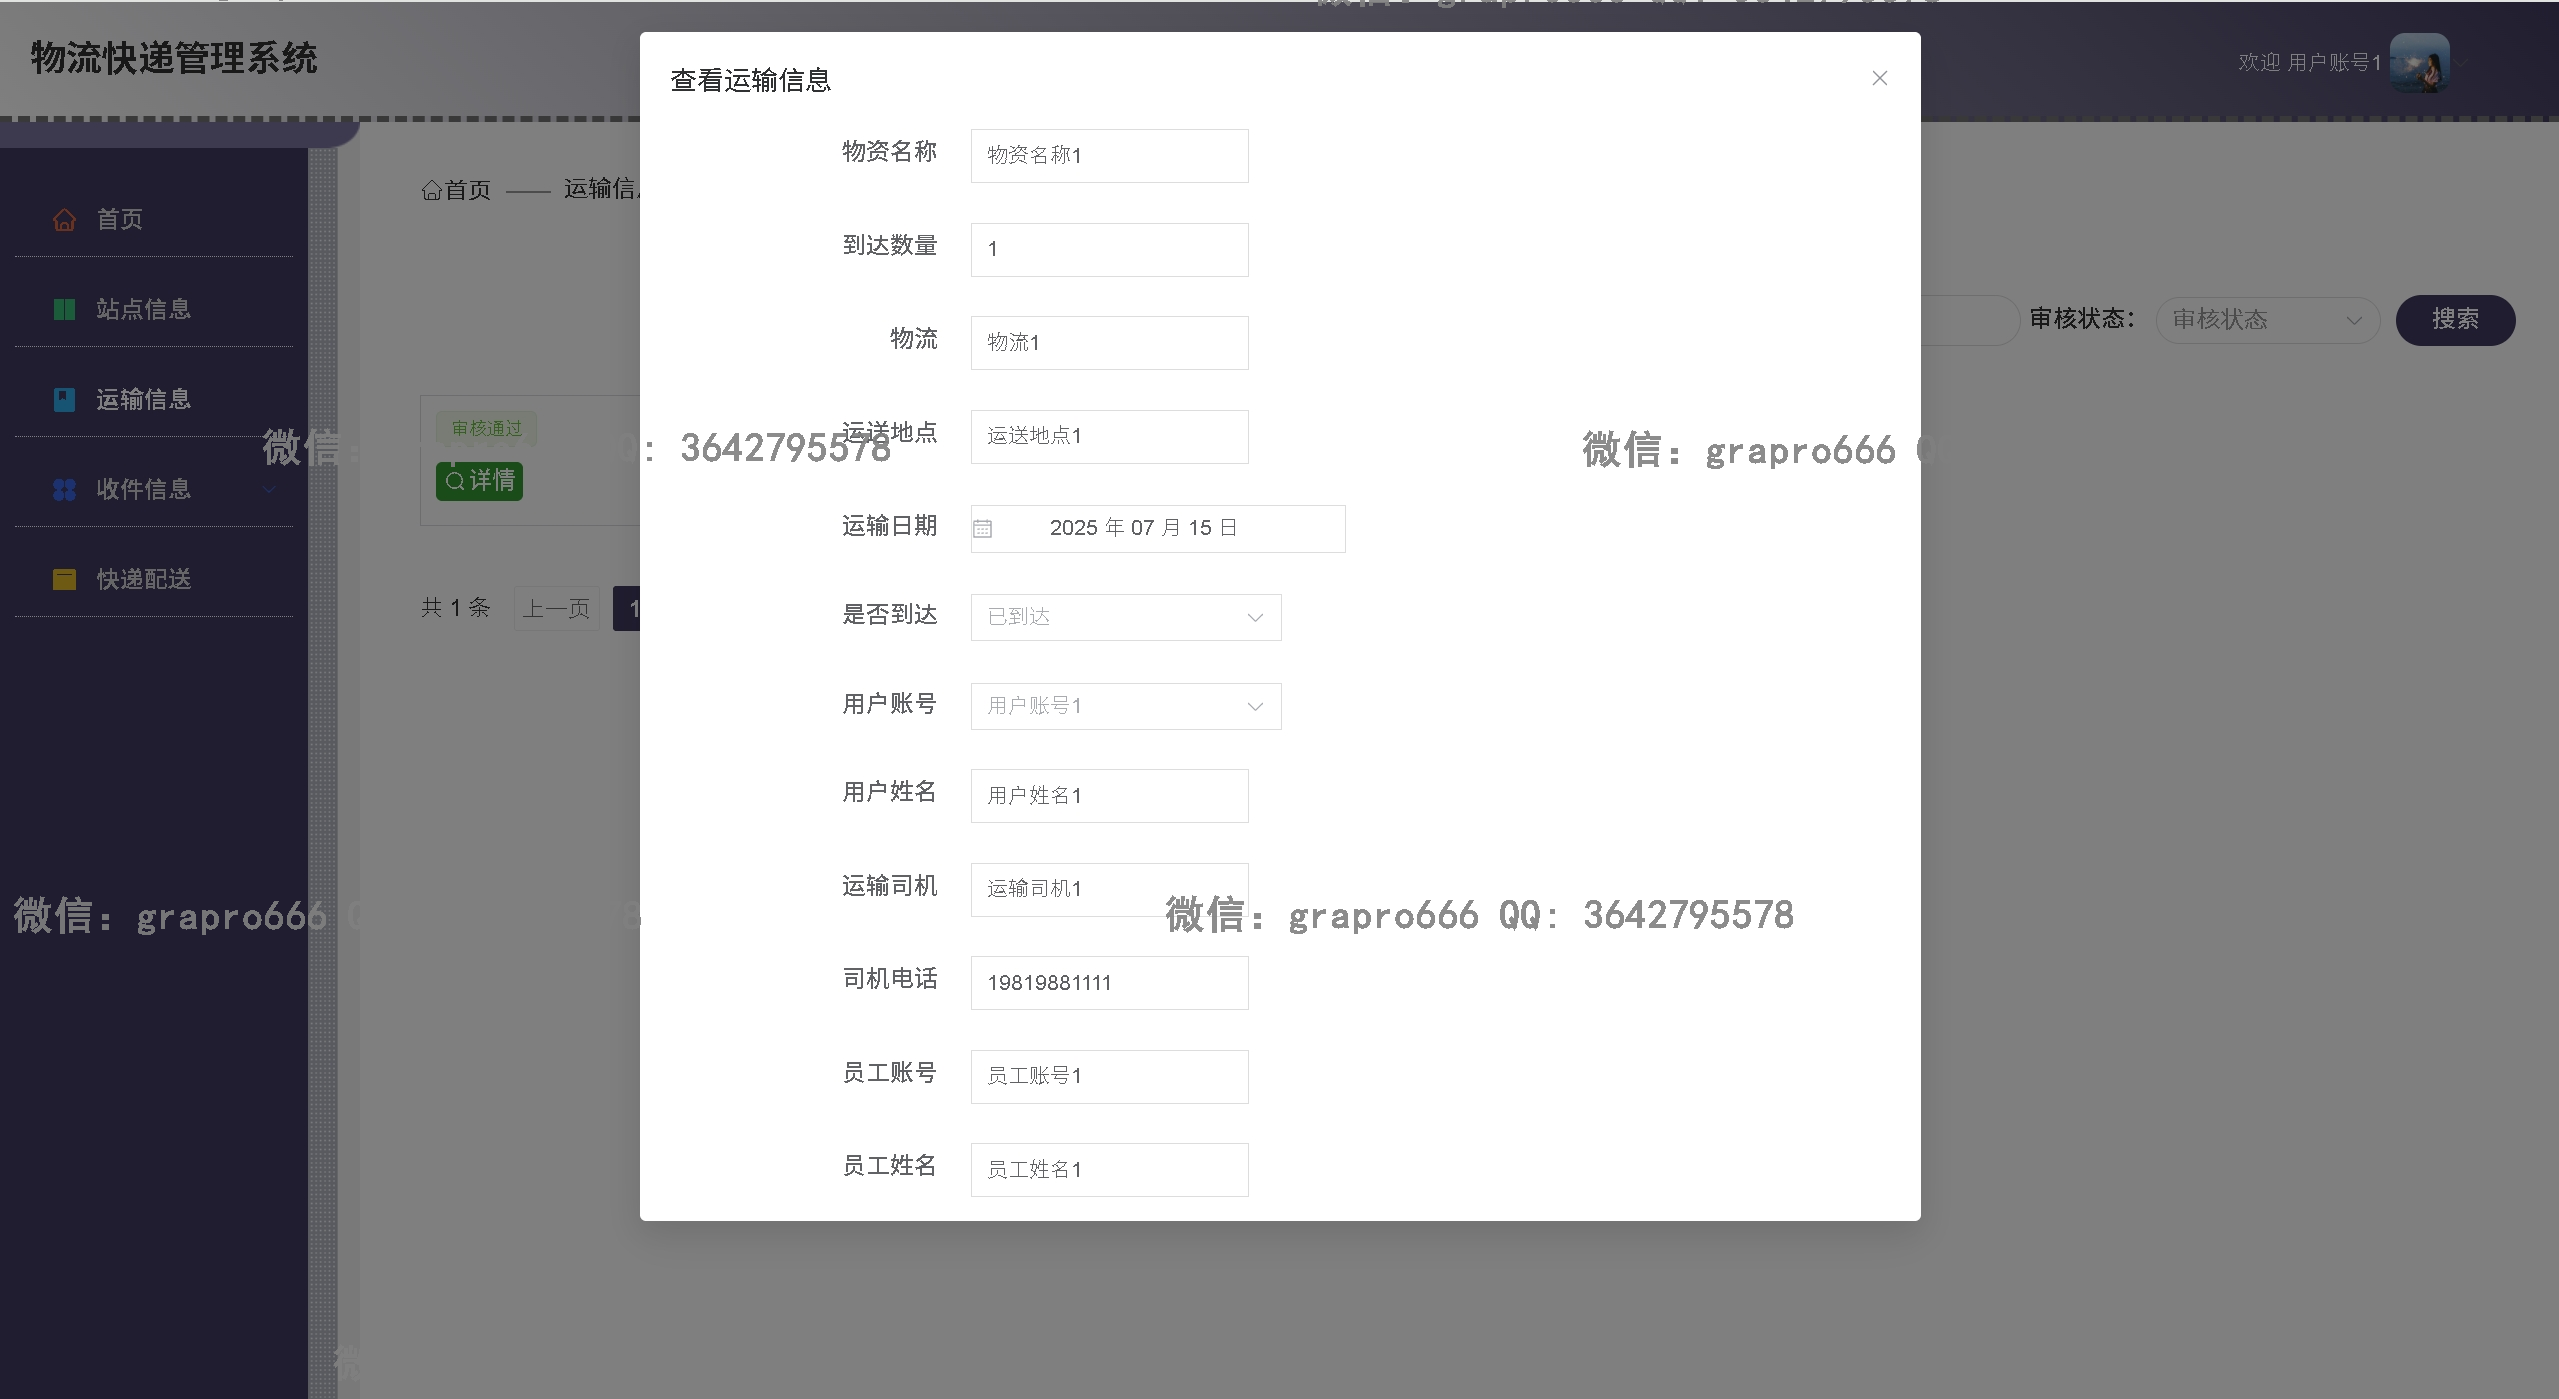 物流快递管理系统
欢迎 用户账号1
首页
站点信息
运输信息
收件信息
快递配送
首页 —— 运输信
审核状态：
审核状态
搜索
审核通过
详情
共 1 条
上一页
1
查看运输信息
物资名称
物资名称1
到达数量
1
物流
物流1
运送地点
运送地点1
运输日期
2025 年 07 月 15 日
是否到达
已到达
用户账号
用户账号1
用户姓名
用户姓名1
运输司机
运输司机1
司机电话
19819881111
员工账号
员工账号1
员工姓名
员工姓名1
微信：
Q: 3642795578
微信: grapro666 Q
微信: grapro666
微信: grapro666 QQ: 3642795578